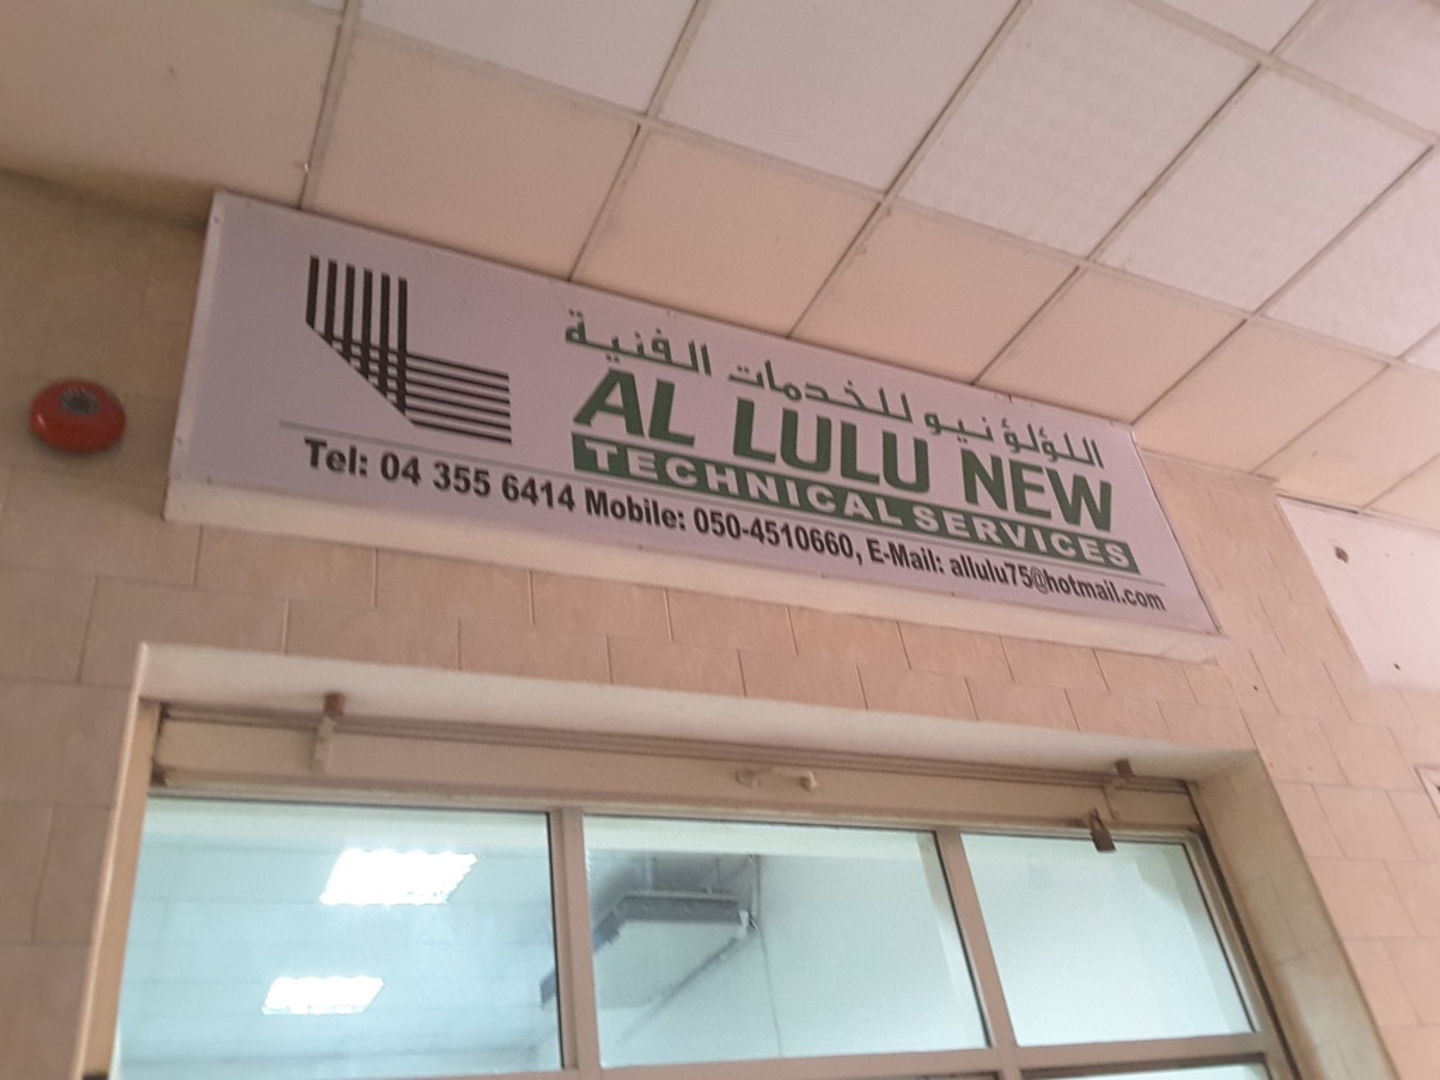 اللؤلؤ نيو للخدمات الفنية
AL LULU NEW
TECHNICAL SERVICES
Tel: 04 355 6414 Mobile: 050-4510660, E-Mail: allulu75@hotmail.com